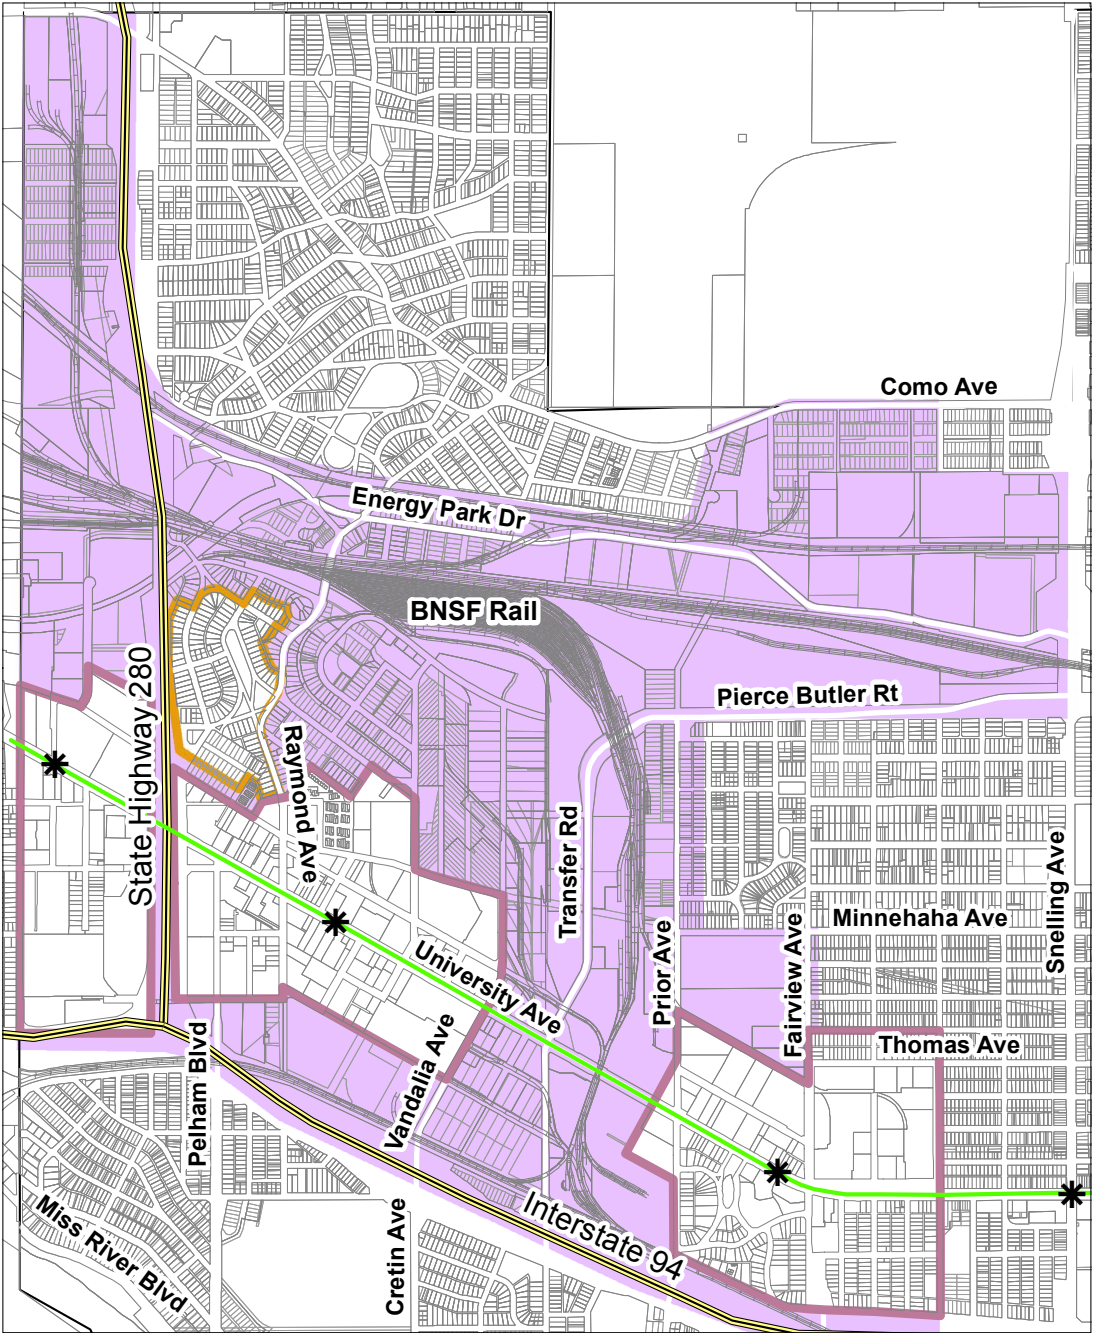 Como Ave
Energy Park Dr
BNSF Rail
State Highway 280
Pierce Butler Rt
Raymond Ave
Transfer Rd
Snelling Ave
Minnehaha Ave
Prior Ave
Fairview Ave
University Ave
Thomas Ave
Pelham Blvd
Vandalia Ave
Miss River Blvd
Cretin Ave
Interstate 94